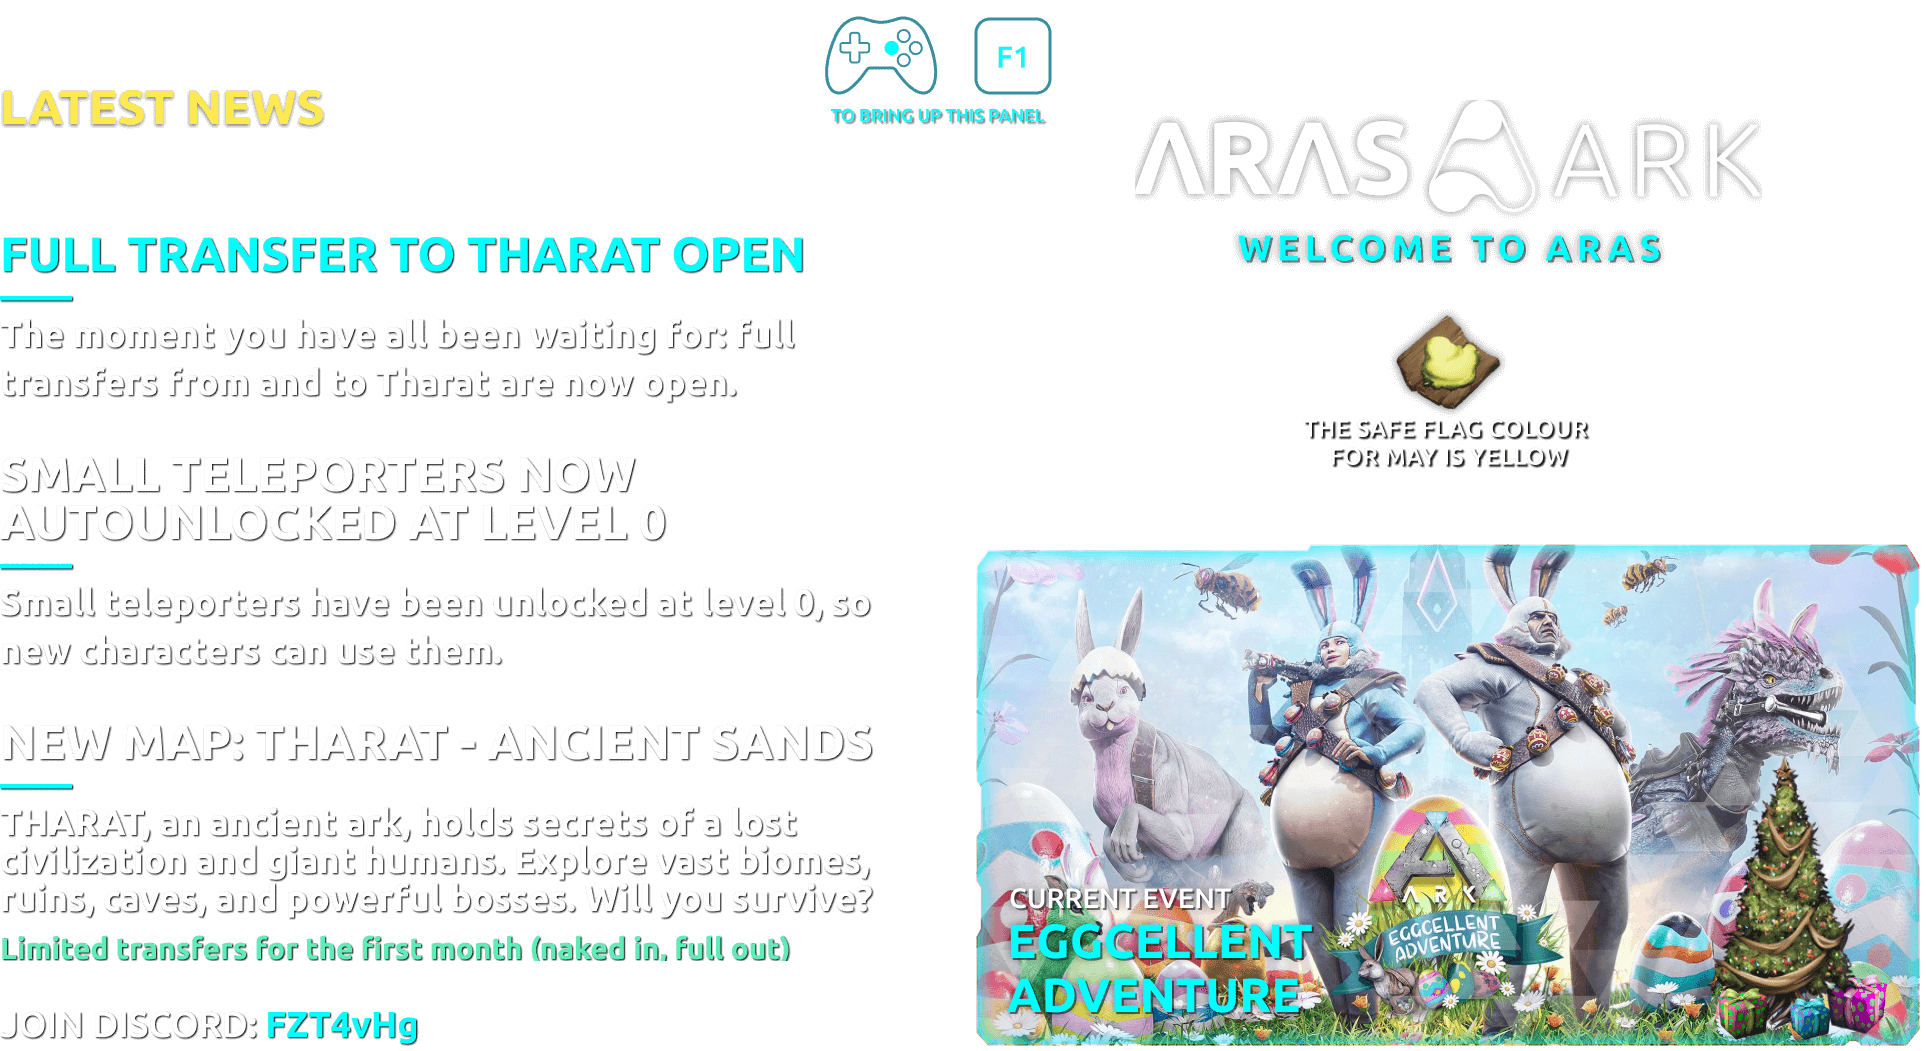 F1
TO BRING UP THIS PANEL
LATEST NEWS
FULL TRANSFER TO THARAT OPEN
The moment you have all been waiting for: full
transfers from and to Tharat are now open.
SMALL TELEPORTERS NOW
AUTOUNLOCKED AT LEVEL 0
Small teleporters have been unlocked at level 0, so
new characters can use them.
NEW MAP: THARAT - ANCIENT SANDS
THARAT, an ancient ark, holds secrets of a lost
civilization and giant humans. Explore vast biomes,
ruins, caves, and powerful bosses. Will you survive?
Limited transfers for the first month (naked in, full out)
JOIN DISCORD: FZT4vHg
ARAS ARK
WELCOME TO ARAS
THE SAFE FLAG COLOUR
FOR MAY IS YELLOW
CURRENT EVENT
EGGCELLENT
ADVENTURE
ARK
EGGCELLENT
ADVENTURE